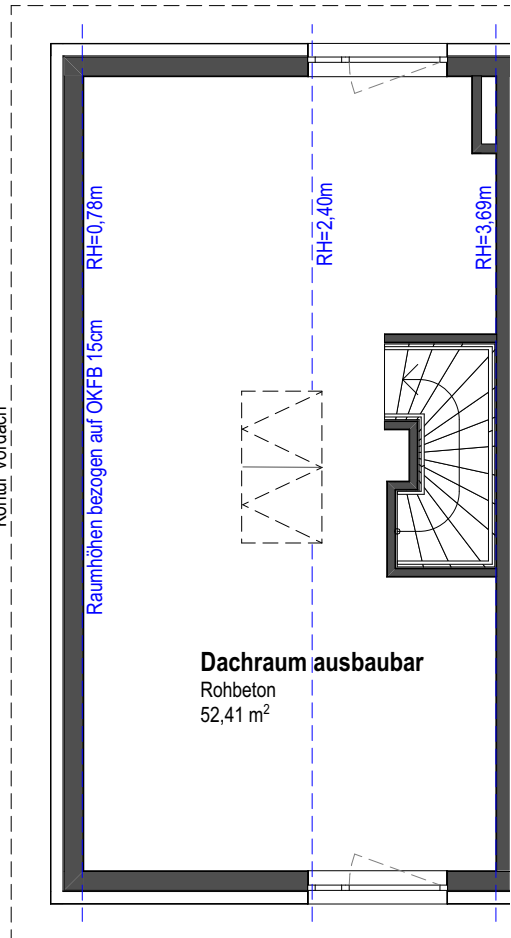 RH=0,78m
RH=2,40m
RH=3,69m
Raumhöhen bezogen auf OKFB 15cm
Vordach
Dachraum ausbaubar
Rohbeton
52,41 m²